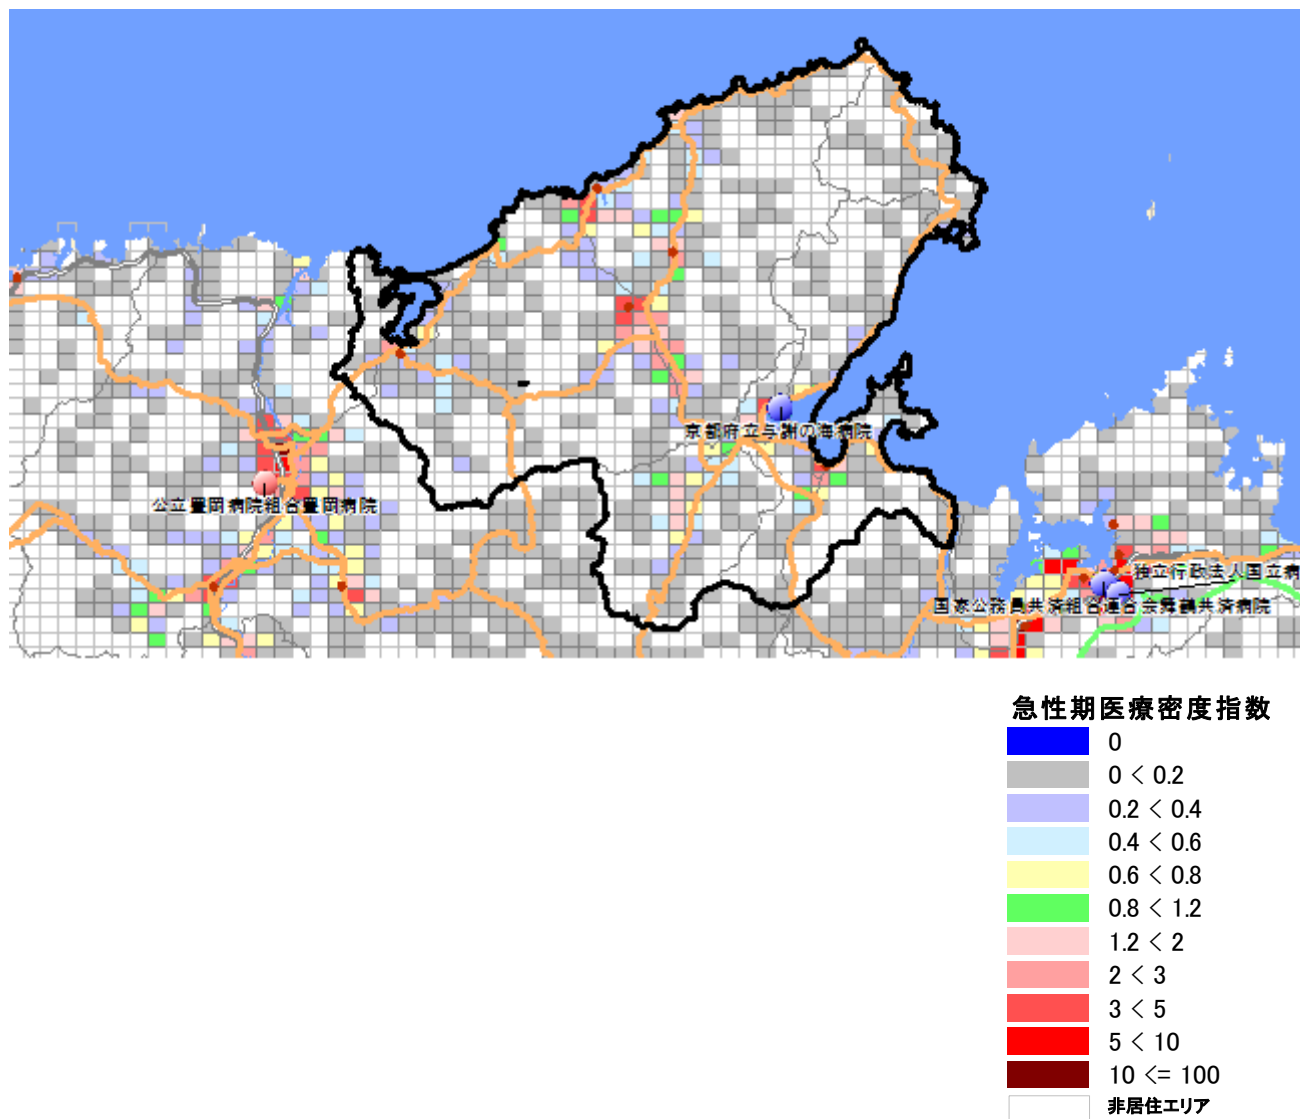 京都府立与謝の海病院
公立豊岡病院組合豊岡病院
独立行政法人国立病
国家公務員共済組合連合会舞鶴共済病院
急性期医療密度指数
0
0 < 0.2
0.2 < 0.4
0.4 < 0.6
0.6 < 0.8
0.8 < 1.2
1.2 < 2
2 < 3
3 < 5
5 < 10
10 <= 100
非居住エリア